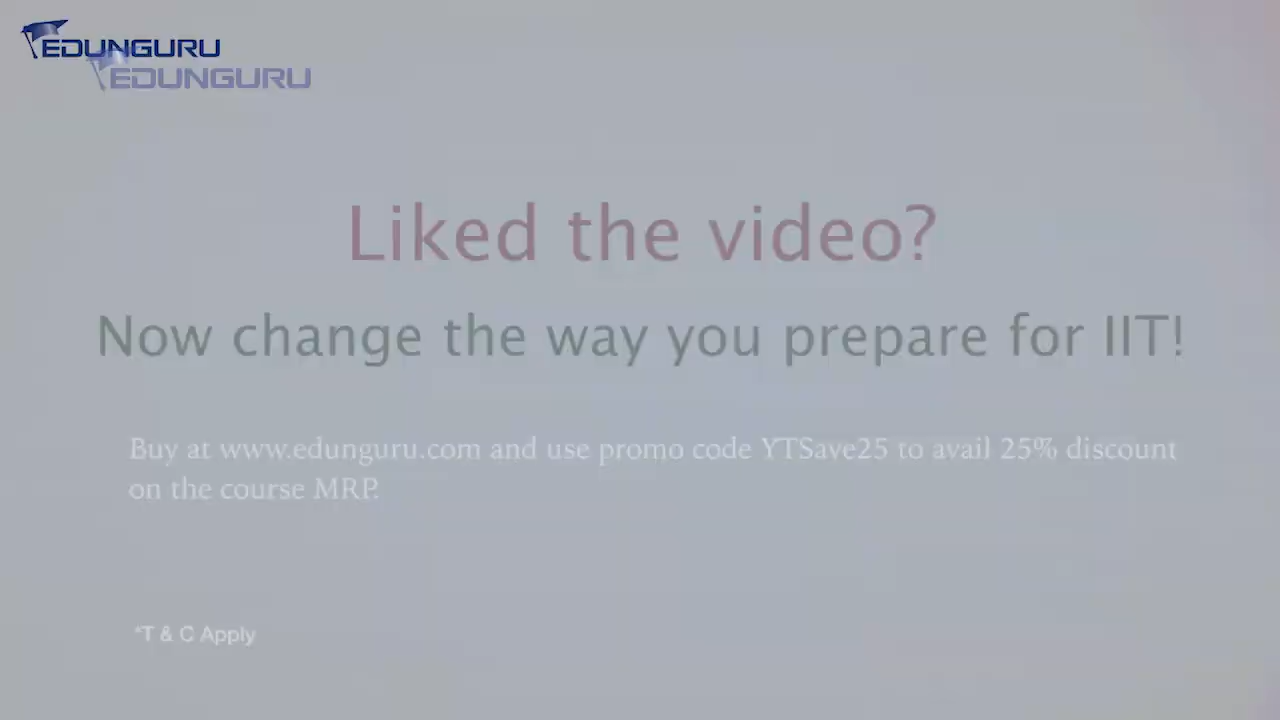 EDUNGURU
EDUNGURU
Liked the video?
Now change the way you prepare for IIT!
Buy at www.edunguru.com and use promo code YTSave25 to avail 25% discount
on the course MRP.
*T & C Apply